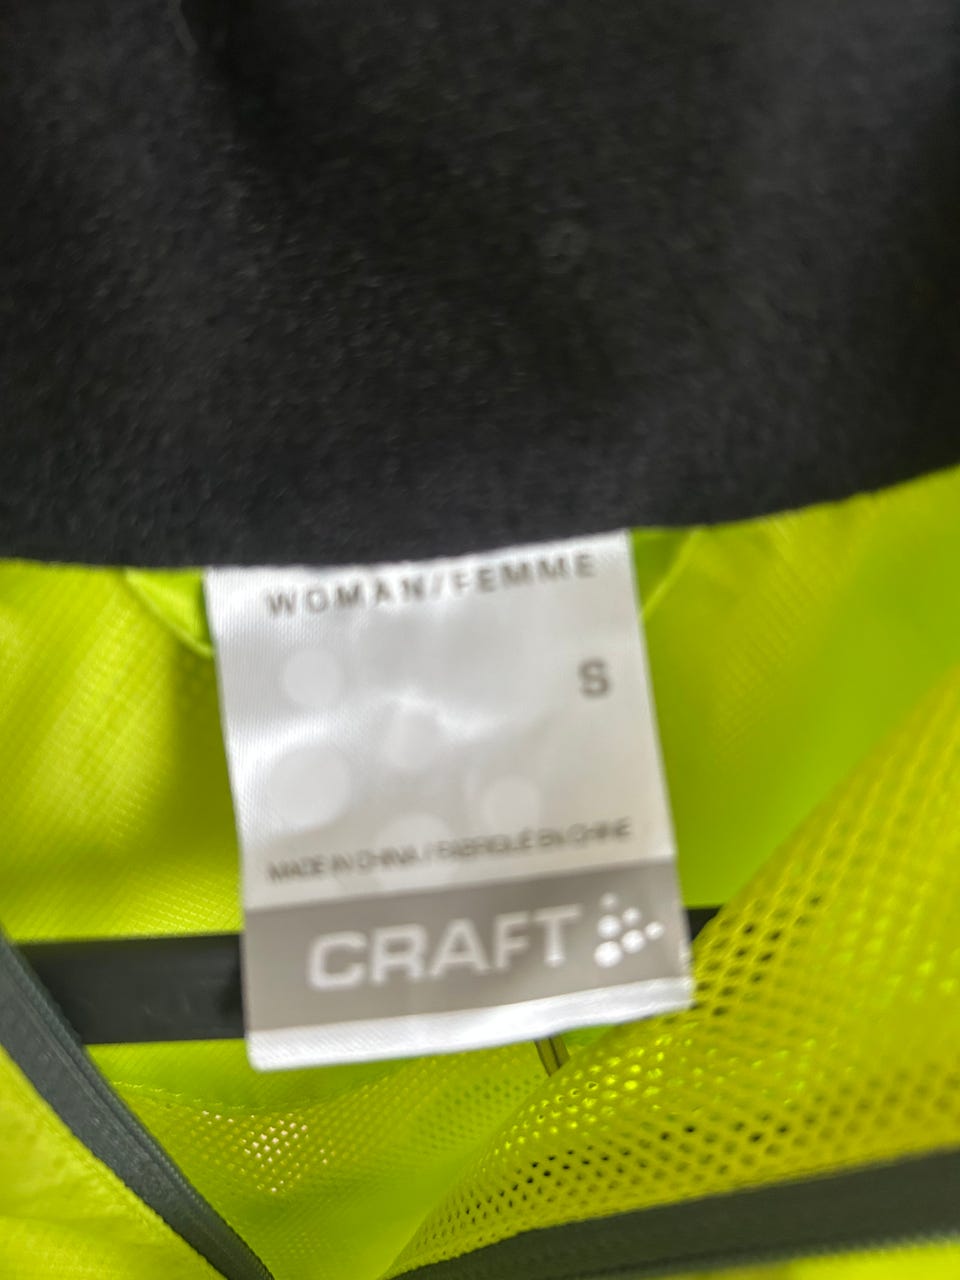 WOMAN/FEMME
S
MADE IN CHINA / FABRIQUÉ EN CHINE
CRAFT